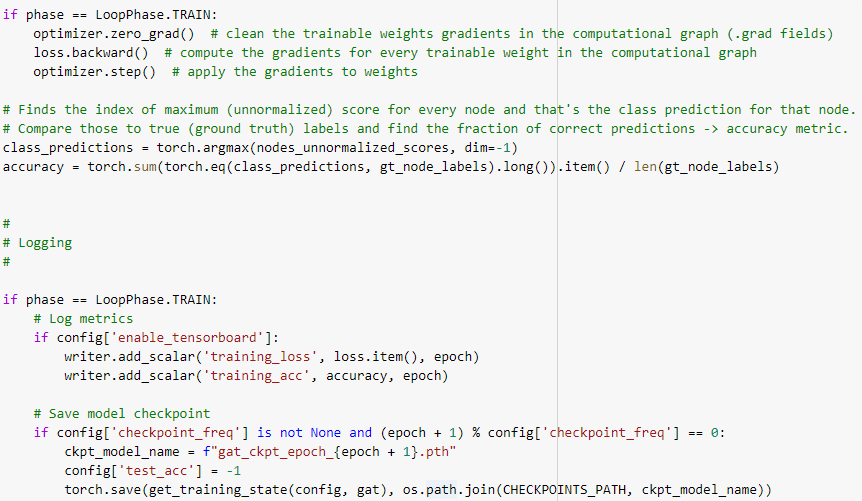 if phase == LoopPhase.TRAIN:
    optimizer.zero_grad()  # clean the trainable weights gradients in the computational graph (.grad fields)
    loss.backward()  # compute the gradients for every trainable weight in the computational graph
    optimizer.step()  # apply the gradients to weights

# Finds the index of maximum (unnormalized) score for every node and that's the class prediction for that node.
# Compare those to true (ground truth) labels and find the fraction of correct predictions -> accuracy metric.
class_predictions = torch.argmax(nodes_unnormalized_scores, dim=-1)
accuracy = torch.sum(torch.eq(class_predictions, gt_node_labels).long()).item() / len(gt_node_labels)

#
# Logging
#

if phase == LoopPhase.TRAIN:
    # Log metrics
    if config['enable_tensorboard']:
        writer.add_scalar('training_loss', loss.item(), epoch)
        writer.add_scalar('training_acc', accuracy, epoch)

    # Save model checkpoint
    if config['checkpoint_freq'] is not None and (epoch + 1) % config['checkpoint_freq'] == 0:
        ckpt_model_name = f"gat_ckpt_epoch_{epoch + 1}.pth"
        config['test_acc'] = -1
        torch.save(get_training_state(config, gat), os.path.join(CHECKPOINTS_PATH, ckpt_model_name))